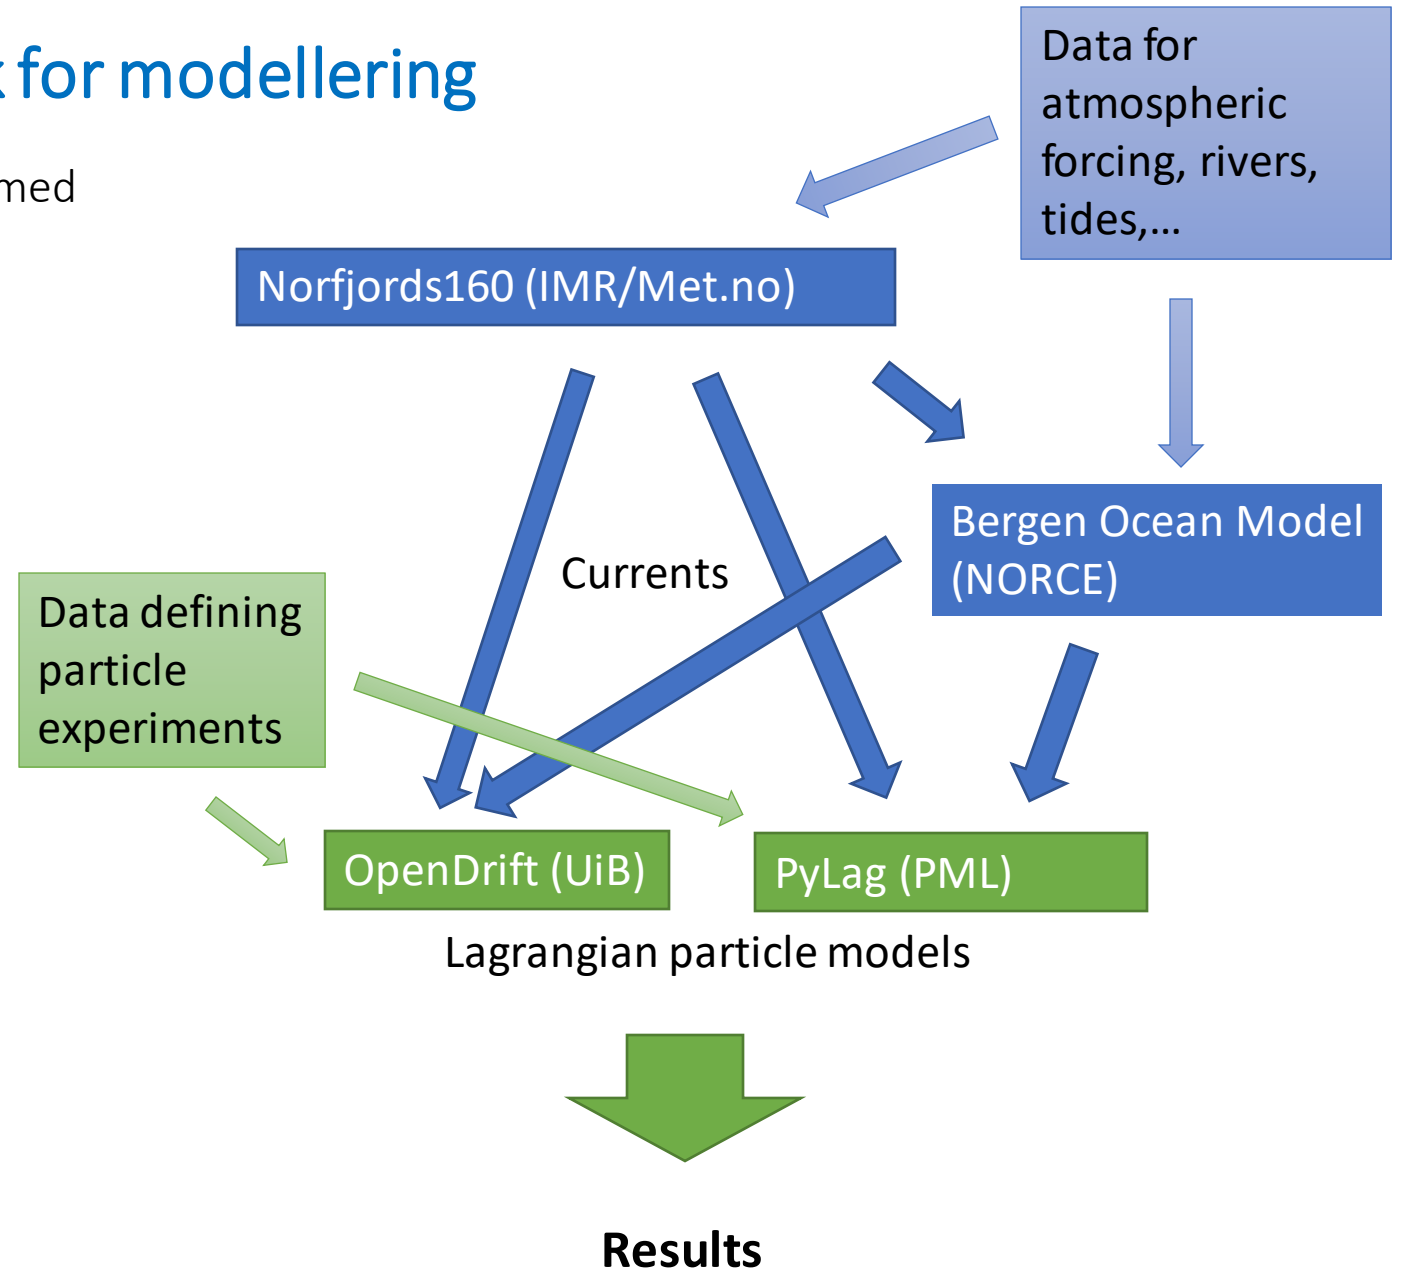 for modellering
Data for
atmospheric
forcing, rivers,
tides,...
Norfjords160 (IMR/Met.no)
Bergen Ocean Model
(NORCE)
Currents
Data defining
particle
experiments
OpenDrift (UiB)
PyLag (PML)
Lagrangian particle models
Results